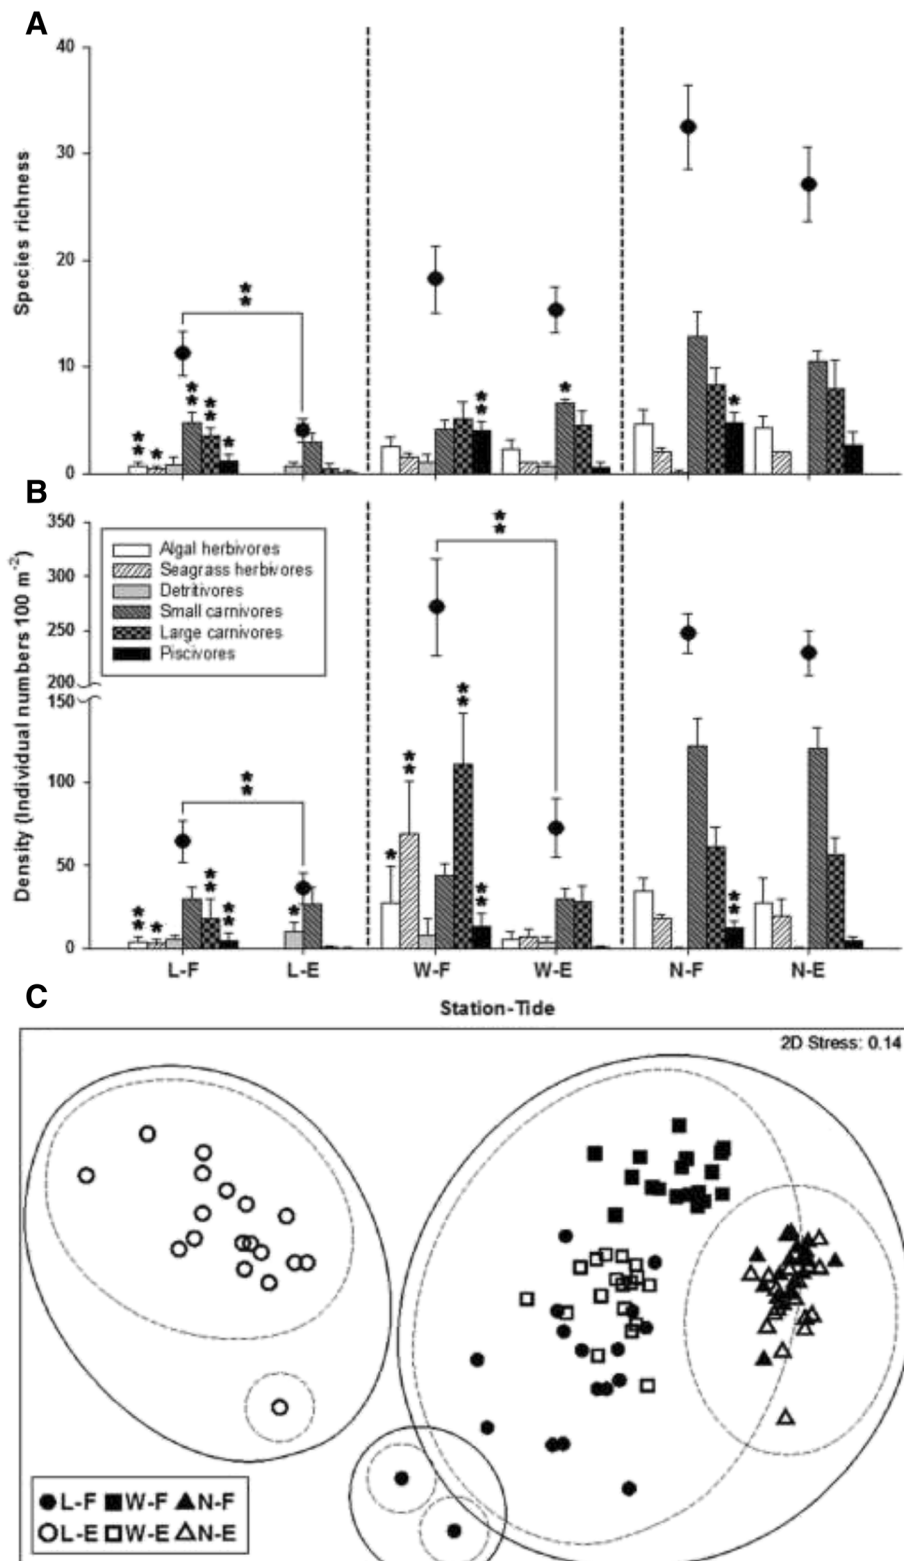 A
40
30
20
10
0
Species richness
**
**
*
**
**
*
**
*
*
B
350
300
250
200
150
100
50
0
Density (Individual numbers 100 m-2)
Algal herbivores
Seagrass herbivores
Detritivores
Small carnivores
Large carnivores
Piscivores
**
**
**
**
*
**
**
*
*
**
**
**
L-F L-E W-F W-E N-F N-E
Station-Tide
C
2D Stress: 0.14
L-F W-F N-F
L-E W-E N-E